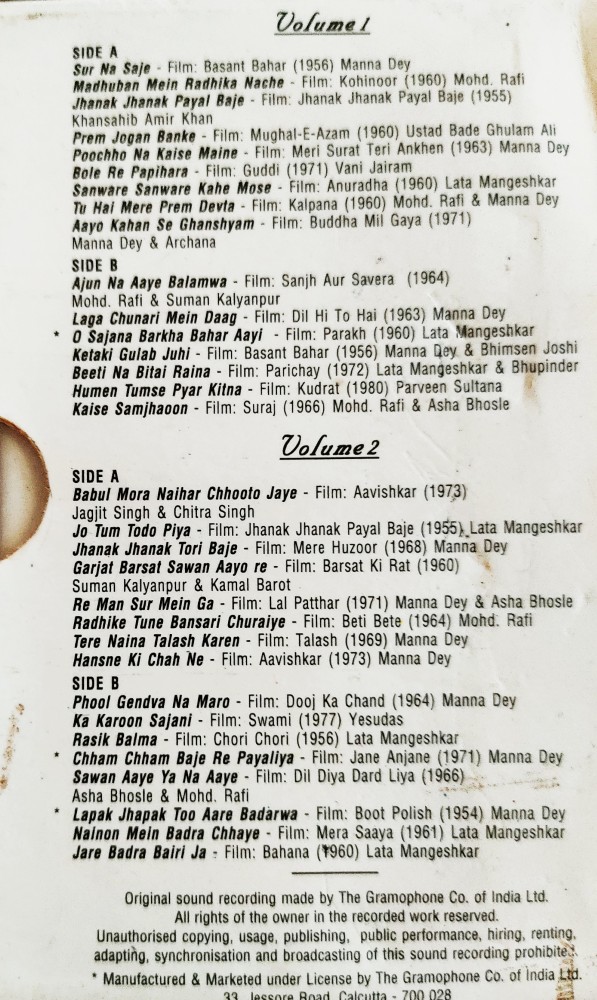 Volume 1
SIDE A
Sur Na Saje - Film: Basant Bahar (1956) Manna Dey
Madhuban Mein Radhika Nache - Film: Kohinoor (1960) Mohd. Rafi
Jhanak Jhanak Payal Baje - Film: Jhanak Jhanak Payal Baje (1955)
Khansahib Amir Khan
Prem Jogan Banke - Film: Mughal-E-Azam (1960) Ustad Bade Ghulam Ali
Poochho Na Kaise Maine - Film: Meri Surat Teri Ankhen (1963) Manna Dey
Bole Re Papihara - Film: Guddi (1971) Vani Jairam
Sanware Sanware Kahe Mose - Film: Anuradha (1960) Lata Mangeshkar
Tu Hai Mere Prem Devta - Film: Kalpana (1960) Mohd. Rafi & Manna Dey
Aayo Kahan Se Ghanshyam - Film: Buddha Mil Gaya (1971)
Manna Dey & Archana
SIDE B
Ajun Na Aaye Balamwa - Film: Sanjh Aur Savera (1964)
Mohd. Rafi & Suman Kalyanpur
Laga Chunari Mein Daag - Film: Dil Hi To Hai (1963) Manna Dey
* O Sajana Barkha Bahar Aayi - Film: Parakh (1960) Lata Mangeshkar
Ketaki Gulab Juhi - Film: Basant Bahar (1956) Manna Dey & Bhimsen Joshi
Beeti Na Bitai Raina - Film: Parichay (1972) Lata Mangeshkar & Bhupinder
Humen Tumse Pyar Kitna - Film: Kudrat (1980) Parveen Sultana
Kaise Samjhaoon - Film: Suraj (1966) Mohd. Rafi & Asha Bhosle
Volume 2
SIDE A
Babul Mora Naihar Chhooto Jaye - Film: Aavishkar (1973)
Jagjit Singh & Chitra Singh
Jo Tum Todo Piya - Film: Jhanak Jhanak Payal Baje (1955) Lata Mangeshkar
Jhanak Jhanak Tori Baje - Film: Mere Huzoor (1968) Manna Dey
Garjat Barsat Sawan Aayo re - Film: Barsat Ki Rat (1960)
Suman Kalyanpur & Kamal Barot
Re Man Sur Mein Ga - Film: Lal Patthar (1971) Manna Dey & Asha Bhosle
Radhike Tune Bansari Churaiye - Film: Beti Bete (1964) Mohd. Rafi
Tere Naina Talash Karen - Film: Talash (1969) Manna Dey
Hansne Ki Chah Ne - Film: Aavishkar (1973) Manna Dey
SIDE B
Phool Gendva Na Maro - Film: Dooj Ka Chand (1964) Manna Dey
Ka Karoon Sajani - Film: Swami (1977) Yesudas
Rasik Balma - Film: Chori Chori (1956) Lata Mangeshkar
* Chham Chham Baje Re Payaliya - Film: Jane Anjane (1971) Manna Dey
Sawan Aaye Ya Na Aaye - Film: Dil Diya Dard Liya (1966)
Asha Bhosle & Mohd. Rafi
* Lapak Jhapak Too Aare Badarwa - Film: Boot Polish (1954) Manna Dey
Nainon Mein Badra Chhaye - Film: Mera Saaya (1961) Lata Mangeshkar
Jare Badra Bairi Ja - Film: Bahana (1960) Lata Mangeshkar
Original sound recording made by The Gramophone Co. of India Ltd.
All rights of the owner in the recorded work reserved.
Unauthorised copying, usage, publishing, public performance, hiring, renting,
adapting, synchronisation and broadcasting of this sound recording prohibited.
* Manufactured & Marketed under License by The Gramophone Co. of India Ltd.
33, Jessore Road, Calcutta - 700 028